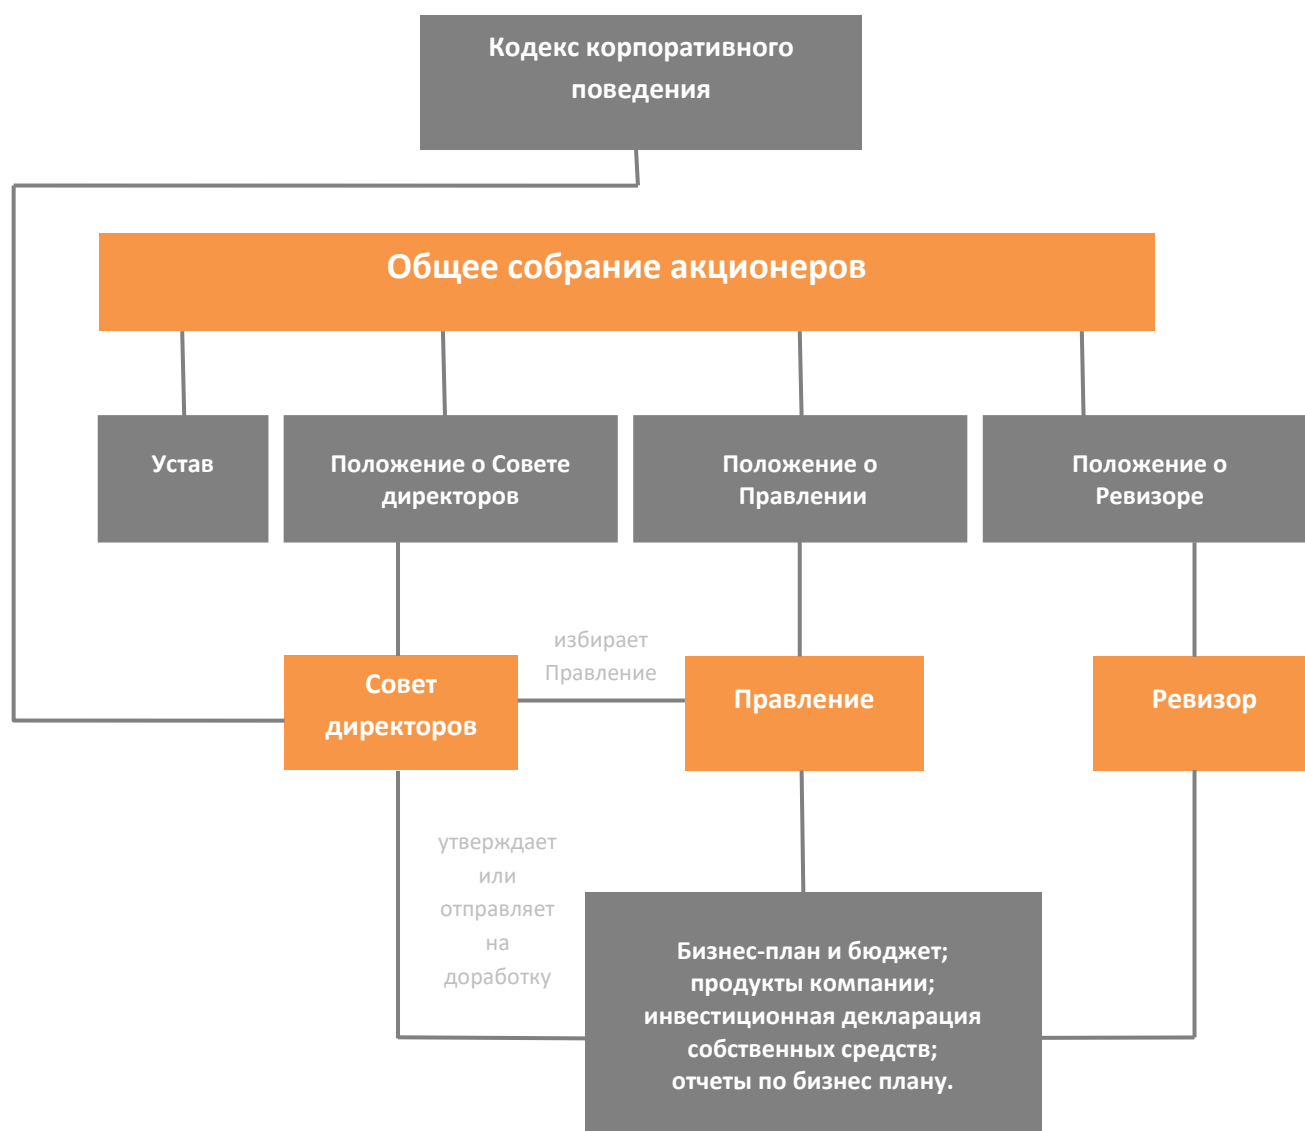 Кодекс корпоративного
поведения
Общее собрание акционеров
Устав
Положение о Совете
директоров
Положение о
Правлении
Положение о
Ревизоре
избирает
Правление
Совет
директоров
Правление
Ревизор
утверждает
или
отправляет
на
доработку
Бизнес-план и бюджет;
продукты компании;
инвестиционная декларация
собственных средств;
отчеты по бизнес плану.